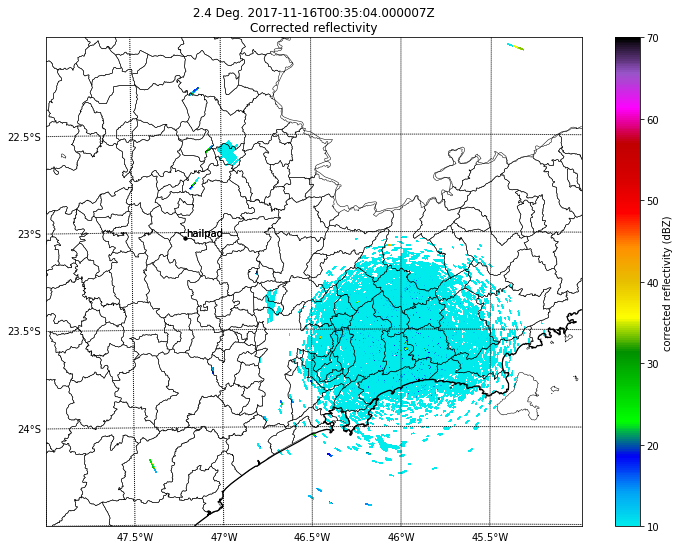 2.4 Deg. 2017-11-16T00:35:04.000007Z
Corrected reflectivity
22.5°S
23°S
23.5°S
24°S
hailpad
47.5°W
47°W
46.5°W
46°W
45.5°W
70
60
50
40
30
20
10
corrected reflectivity (dBZ)